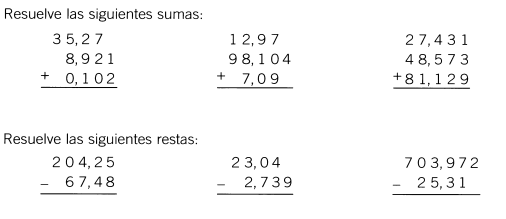 Resuelve las siguientes sumas:
35,27 12,97 27,431
8,921 98,104 48,573
+ 0,102 + 7,09 +81,129
Resuelve las siguientes restas:
204,25 23,04 703,972
– 67,48 – 2,739 – 25,31